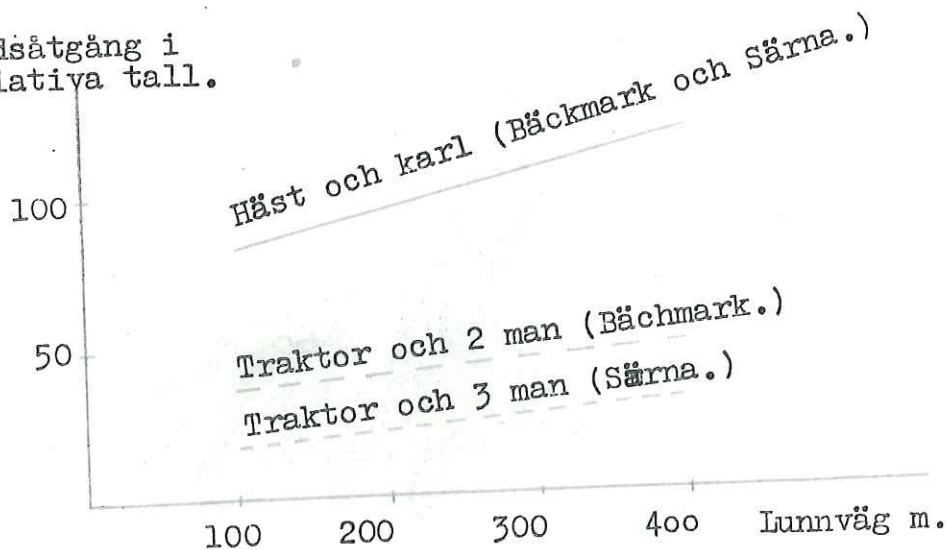 dsåtgång i
lativa tall.
Häst och karl (Bäckmark och Särna.)
100
50
Traktor och 2 man (Bächmark.)
Traktor och 3 man (Särna.)
100 200 300 400 Lunnväg m.